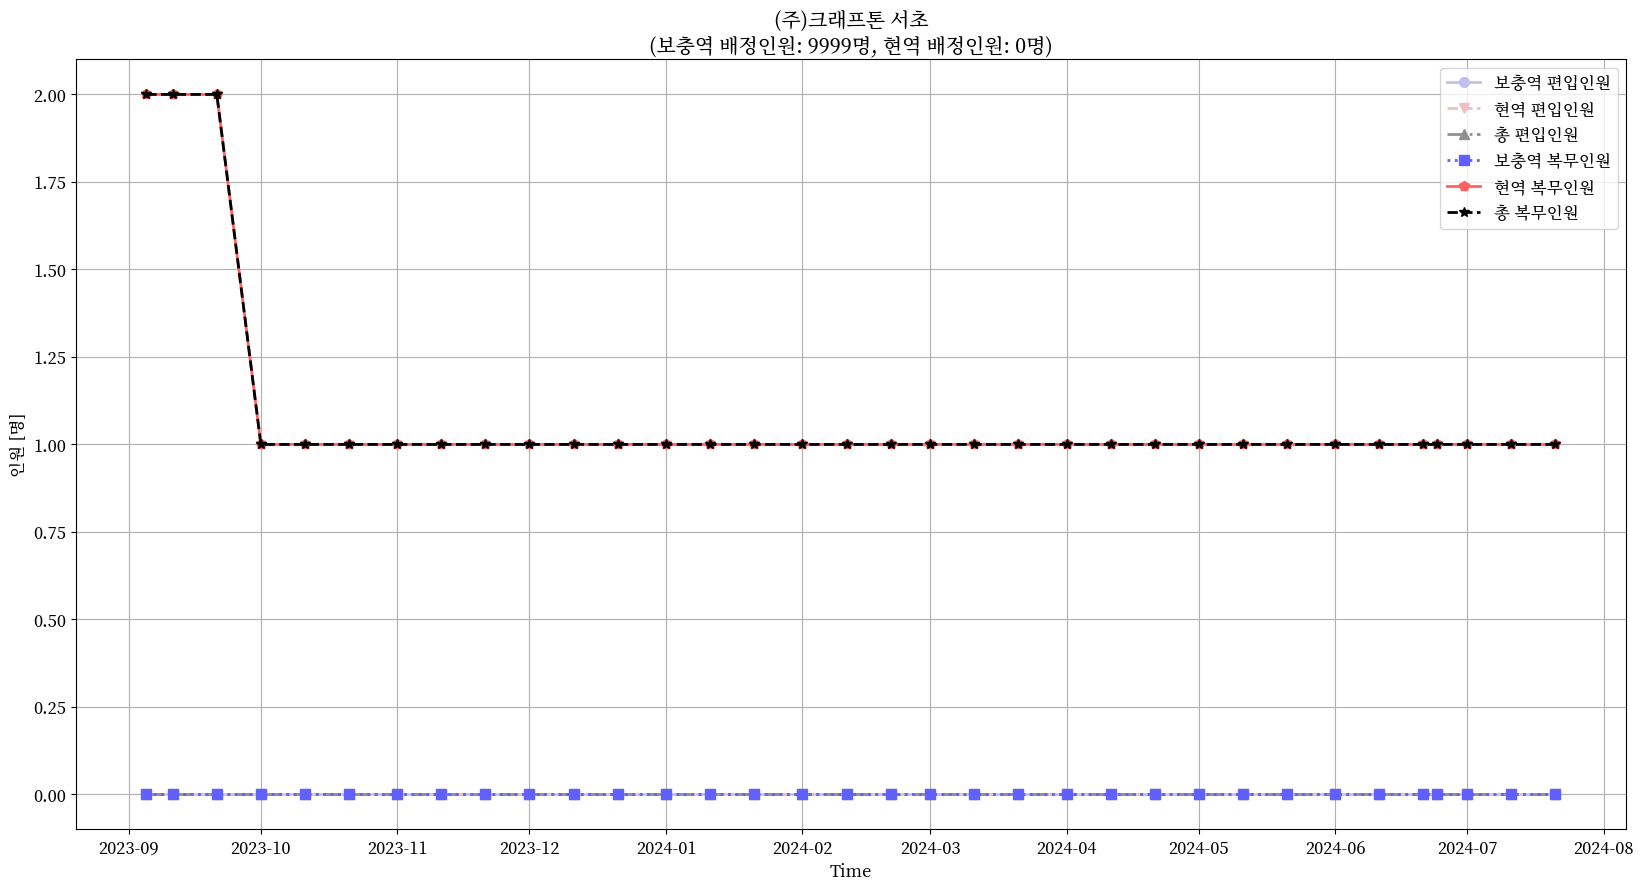 (주)크래프톤 서초
(보충역 배정인원: 9999명, 현역 배정인원: 0명)
보충역 편입인원
현역 편입인원
총 편입인원
보충역 복무인원
현역 복무인원
총 복무인원
2.00
1.75
1.50
1.25
1.00
0.75
0.50
0.25
0.00
인원 [명]
2023-09 2023-10 2023-11 2023-12 2024-01 2024-02 2024-03 2024-04 2024-05 2024-06 2024-07 2024-08
Time